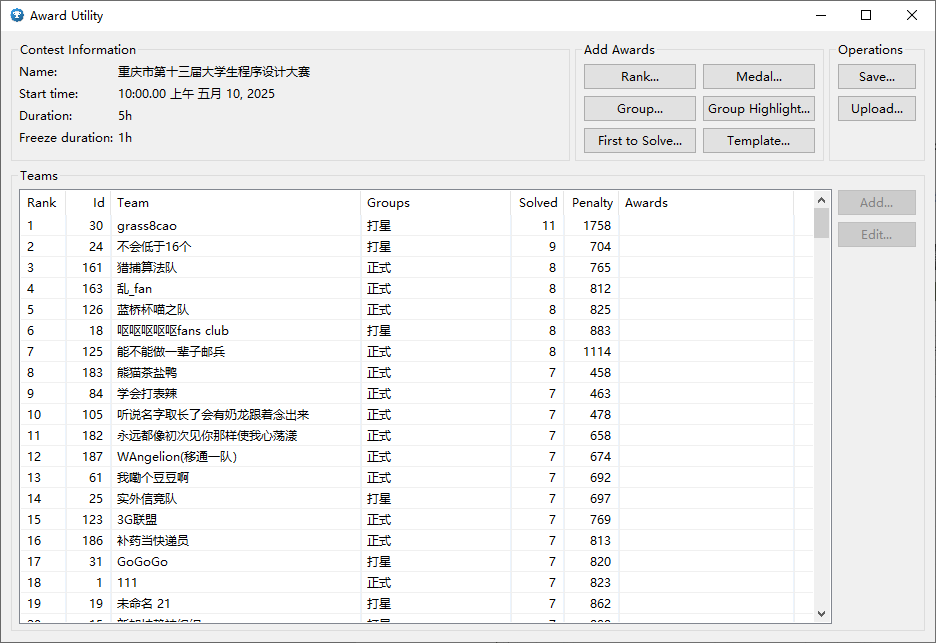 Award Utility
Contest Information
Name: 重庆市第十三届大学生程序设计大赛
Start time: 10:00.00 上午 五月 10, 2025
Duration: 5h
Freeze duration: 1h
Add Awards
Rank... Medal...
Group... Group Highlight...
First to Solve... Template...
Operations
Save...
Upload...
Teams
Rank Id Team Groups Solved Penalty Awards
1 30 grass8cao 打星 11 1758
2 24 不会低于16个 打星 9 704
3 161 猎捕算法队 正式 8 765
4 163 乱_fan 正式 8 812
5 126 蓝桥杯喵之队 正式 8 825
6 18 呕呕呕呕呕fans club 打星 8 883
7 125 能不能做一辈子邮兵 正式 8 1114
8 183 熊猫茶盐鸭 正式 7 458
9 84 学会打表辣 正式 7 463
10 105 听说名字取长了会有奶龙跟着念出来 正式 7 478
11 182 永远都像初次见你那样使我心荡漾 正式 7 658
12 187 WAngelion(移通一队) 正式 7 674
13 61 我嘞个豆豆啊 正式 7 692
14 25 实外信竞队 打星 7 697
15 123 3G联盟 正式 7 769
16 186 补药当快递员 正式 7 813
17 31 GoGoGo 打星 7 820
18 1 111 正式 7 823
19 19 未命名 21 打星 7 862
Add...
Edit...